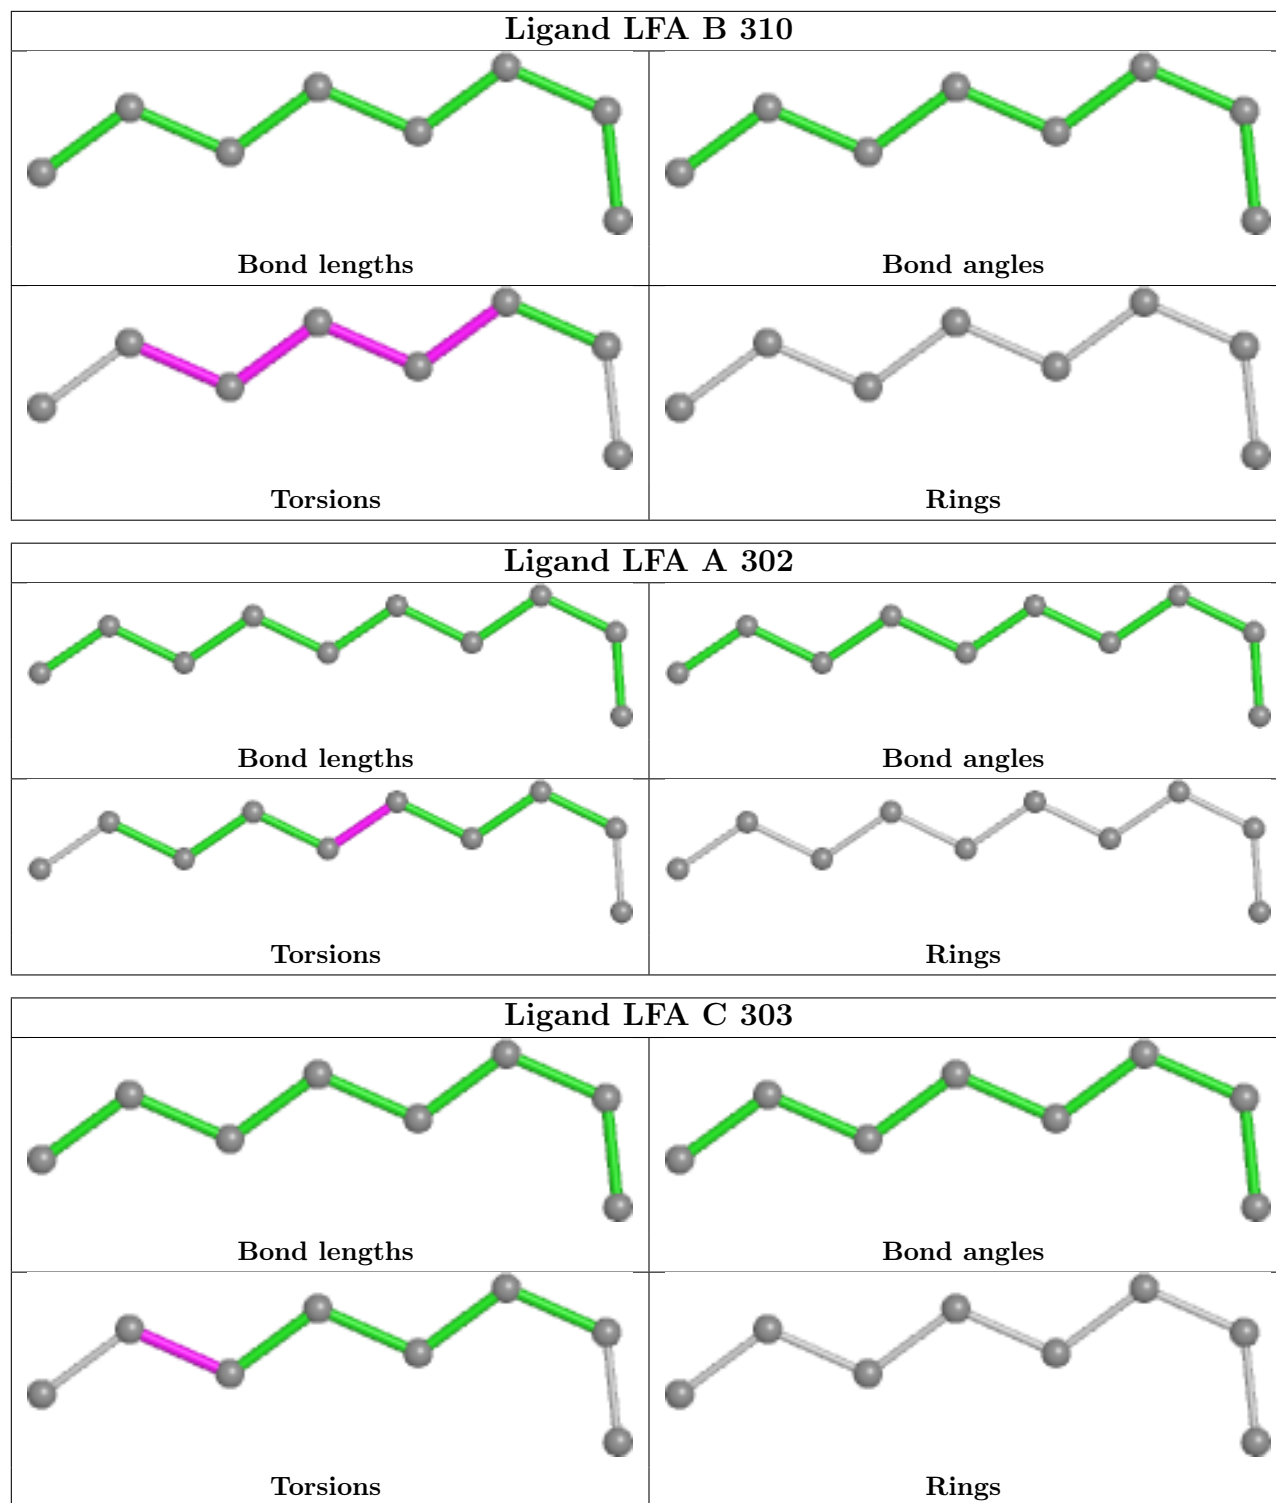 Ligand LFA B 310
Bond lengths
Bond angles
Torsions
Rings
Ligand LFA A 302
Bond lengths
Bond angles
Torsions
Rings
Ligand LFA C 303
Bond lengths
Bond angles
Torsions
Rings